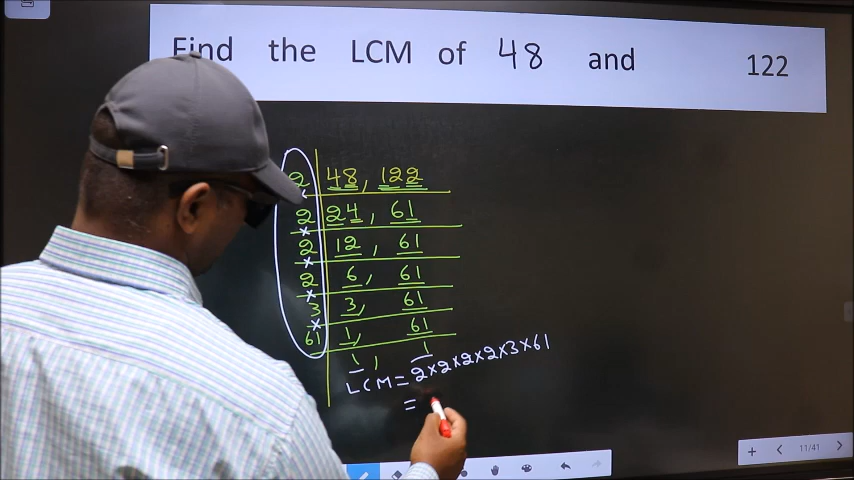 Find the LCM of 48 and 122
2 48, 122
2 24, 61
2 12, 61
2 6, 61
3 3, 61
61 1, 61
1, 1
LCM = 2×2×2×2×3×61
=
11/41